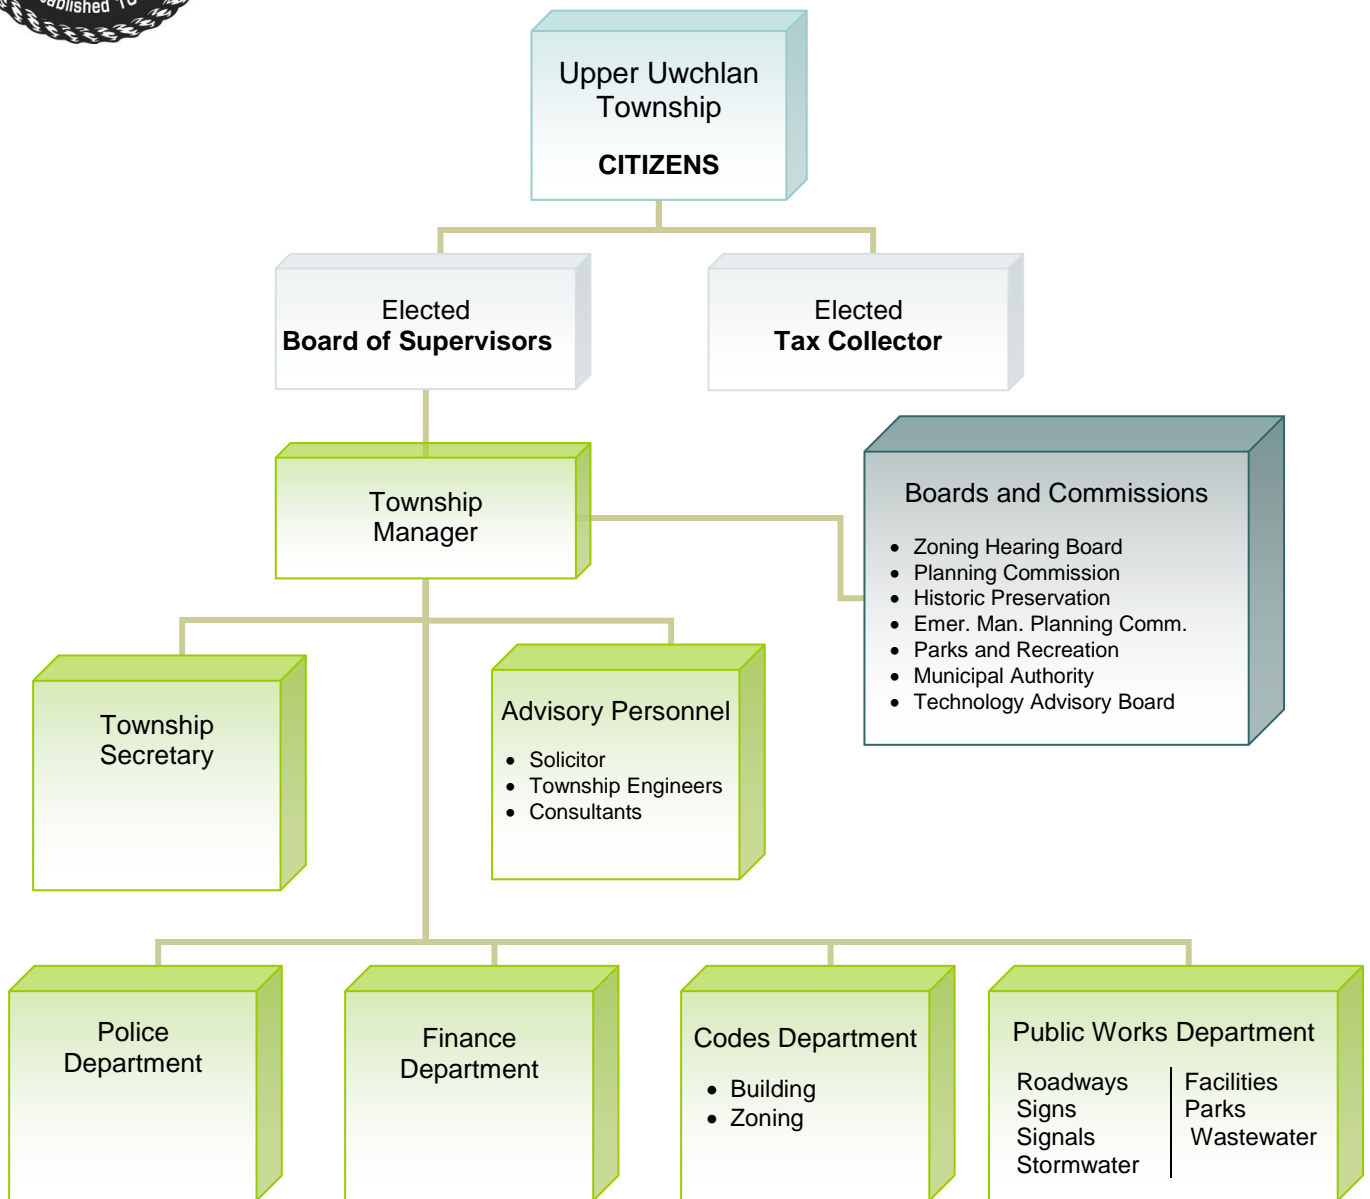 ablished
Upper Uwchlan
Township
CITIZENS
Elected
Board of Supervisors
Elected
Tax Collector
Township
Manager
Boards and Commissions
• Zoning Hearing Board
• Planning Commission
• Historic Preservation
• Emer. Man. Planning Comm.
• Parks and Recreation
• Municipal Authority
• Technology Advisory Board
Township
Secretary
Advisory Personnel
• Solicitor
• Township Engineers
• Consultants
Police
Department
Finance
Department
Codes Department
• Building
• Zoning
Public Works Department
Roadways
Signs
Signals
Stormwater
Facilities
Parks
Wastewater